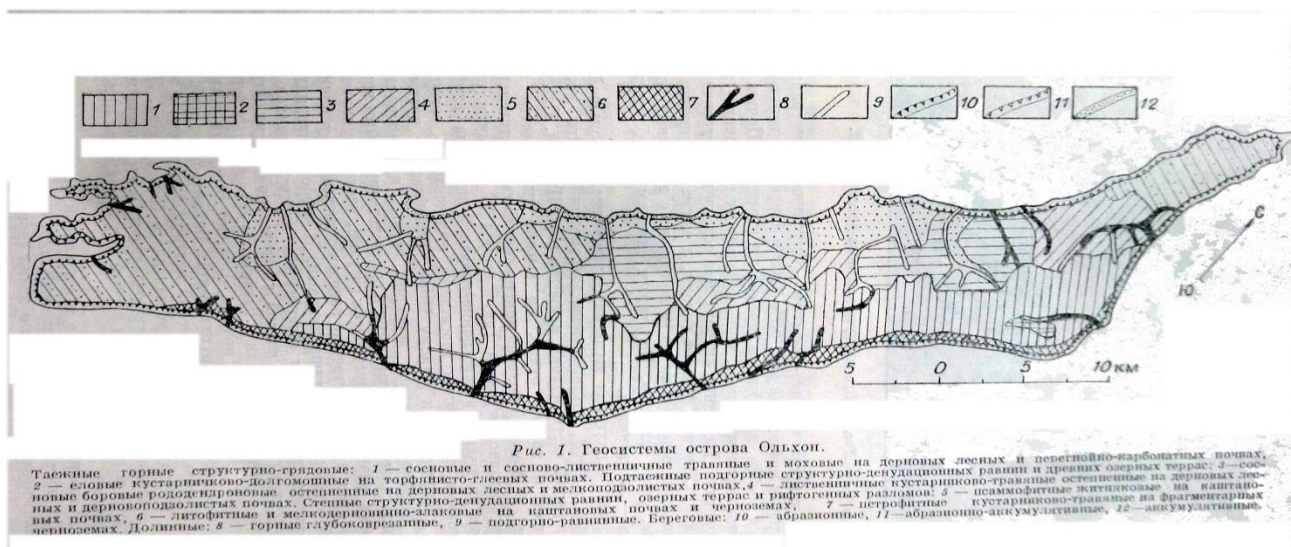 1 2 3 4 5 6 7 8 9 10 11 12
С
Ю
5 0 5 10 км
Рис. 1. Геосистемы острова Ольхон.
Таежные горные структурно-грядовые: 1 — сосновые и сосново-лиственничные травяные и моховые на дерновых лесных и перегнойно-карбонатных почвах,
2 — еловые кустарничково-долгомошные на торфянисто-глеевых почвах. Подтаежные подгорные структурно-денудационных равнин и древних озерных террас: 3 — сос-
новые боровые рододендроновые остепненные на дерновых лесных и мелкоподзолистых почвах, 4 — лиственничные кустарниково-травяные остепненные на дерновых лес-
ных и дерновоподзолистых почвах. Степные структурно-денудационных равнин, озерных террас и рифтогенных разломов: 5 — псаммофитные житняковые на каштано-
вых почвах, 6 — литофитные и мелкодерновинно-злаковые на каштановых почвах и черноземах, 7 — петрофитные кустарниково-травяные на фрагментарных
черноземах. Долинные: 8 — горные глубоковрезанные, 9 — подгорно-равнинные. Береговые: 10 — абразионные, 11 — абразионно-аккумулятивные, 12 — аккумулятивные.